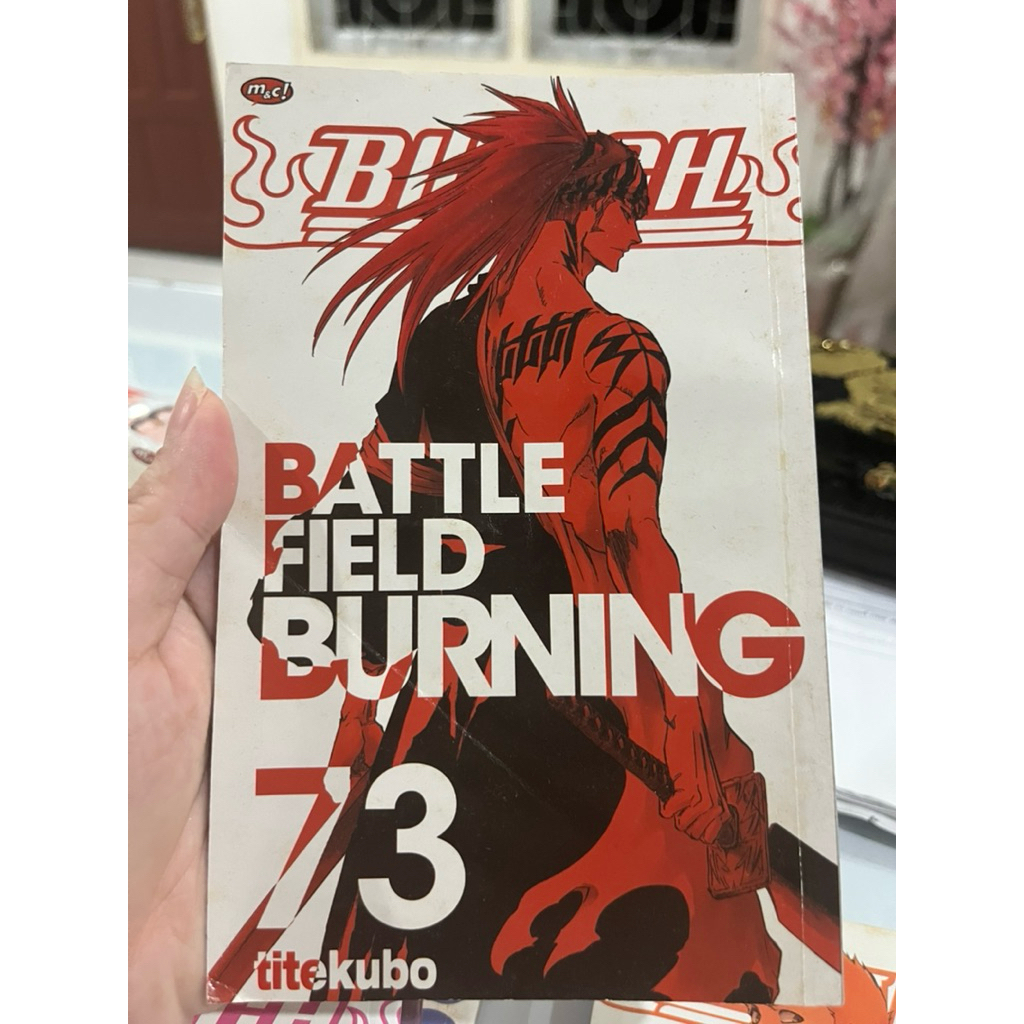 m&c!
BLEACH
BATTLE
FIELD
BURNING
73
titekubo